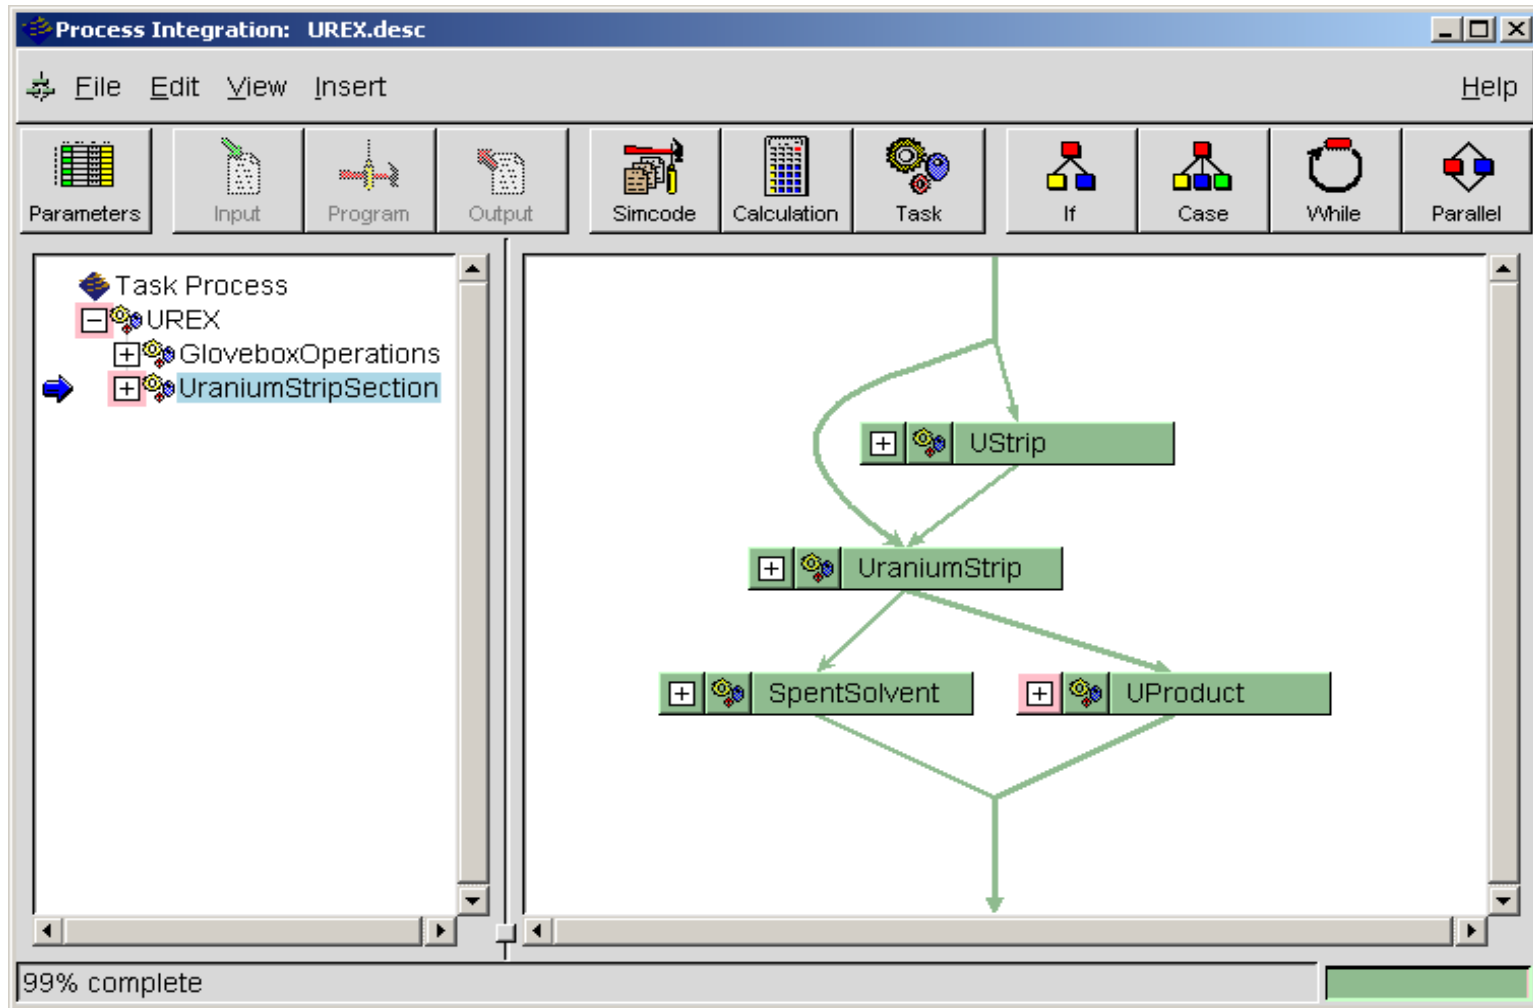 Process Integration: UREX.desc
File Edit View Insert Help
Parameters Input Program Output Simcode Calculation Task If Case While Parallel
Task Process
UREX
GloveboxOperations
UraniumStripSection
UStrip
UraniumStrip
SpentSolvent UProduct
99% complete